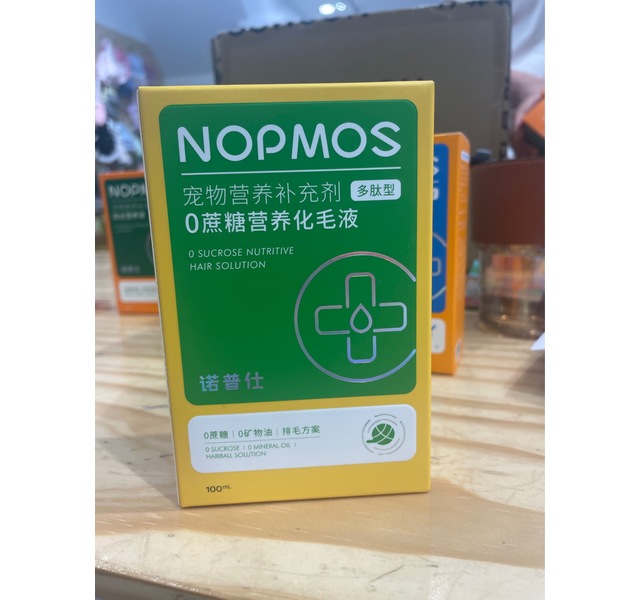 NOPMOS
宠物营养补充剂 多肽型
0蔗糖营养化毛液
0 SUCROSE NUTRITIVE
HAIR SOLUTION
诺普仕
0蔗糖 | 0矿物油 | 排毛方案
0 SUCROSE | 0 MINERAL OIL |
HAIRBALL SOLUTION
100mL
NOPMO